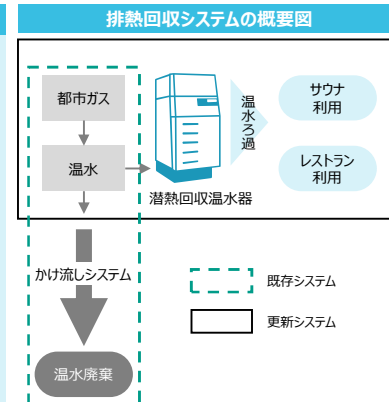 排熱回収システムの概要図
都市ガス
温水
潜熱回収温水器
温水ろ過
サウナ
利用
レストラン
利用
かけ流しシステム
温水廃棄
既存システム
更新システム